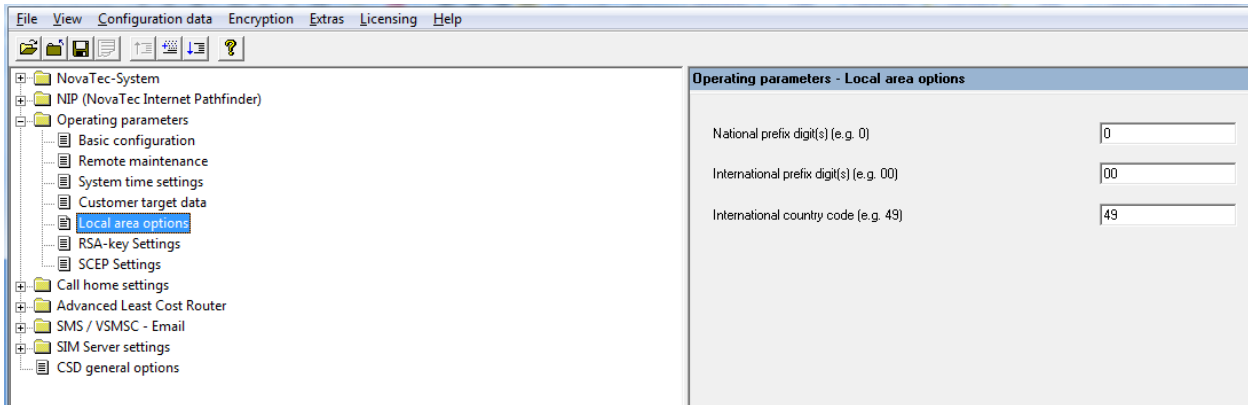 File View Configuration data Encryption Extras Licensing Help
NovaTec-System
NIP (NovaTec Internet Pathfinder)
Operating parameters
Basic configuration
Remote maintenance
System time settings
Customer target data
Local area options
RSA-key Settings
SCEP Settings
Call home settings
Advanced Least Cost Router
SMS / VSMSC - Email
SIM Server settings
CSD general options
Operating parameters - Local area options
National prefix digit(s) (e.g. 0) 0
International prefix digit(s) (e.g. 00) 00
International country code (e.g. 49) 49